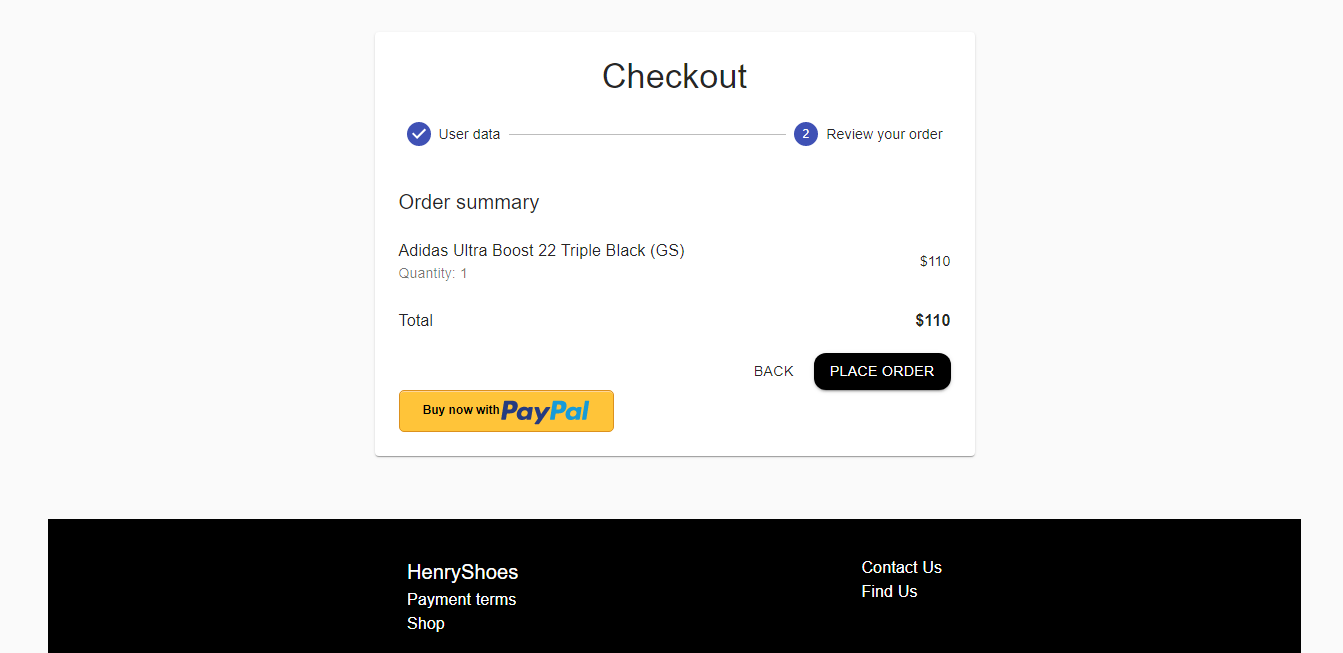 Checkout
User data
2 Review your order
Order summary
Adidas Ultra Boost 22 Triple Black (GS)
$110
Quantity: 1
Total $110
BACK PLACE ORDER
Buy now with PayPal
HenryShoes
Payment terms
Shop
Contact Us
Find Us